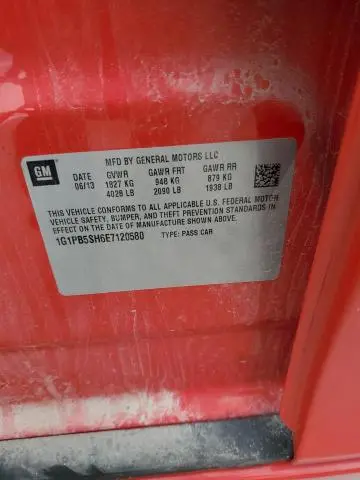 MFD BY GENERAL MOTORS LLC
GM
DATE GVWR GAWR FRT GAWR RR
06/13 1827 KG 948 KG 879 KG
4028 LB 2090 LB 1938 LB
THIS VEHICLE CONFORMS TO ALL APPLICABLE U.S. FEDERAL MOTOR
VEHICLE SAFETY, BUMPER, AND THEFT PREVENTION STANDARDS IN
EFFECT ON THE DATE OF MANUFACTURE SHOWN ABOVE.
1G1PB5SH6E7120580 TYPE: PASS CAR